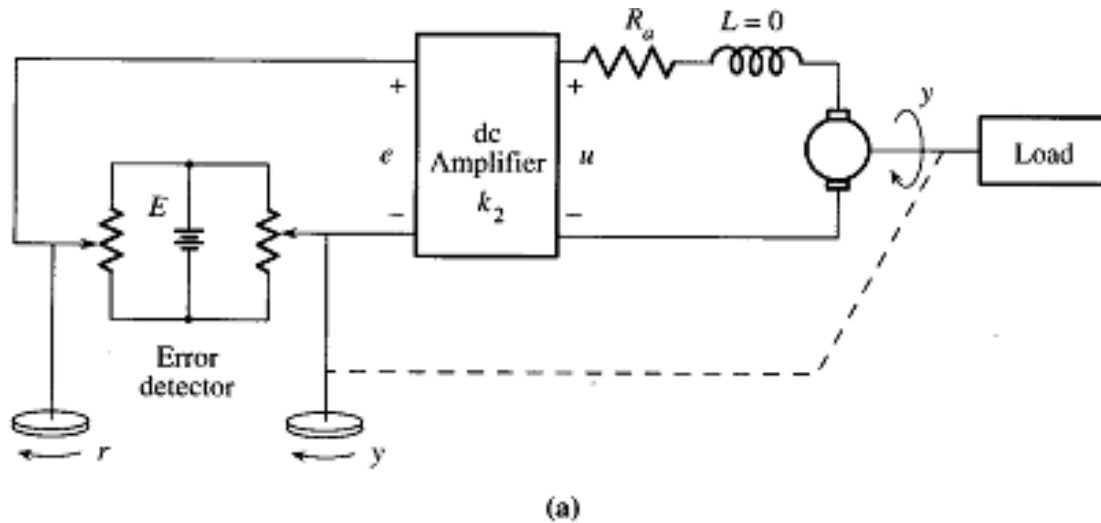 R_a
L = 0
+
+
y
dc
Amplifier
k_2
e
u
Load
E
−
−
Error
detector
r
y
(a)